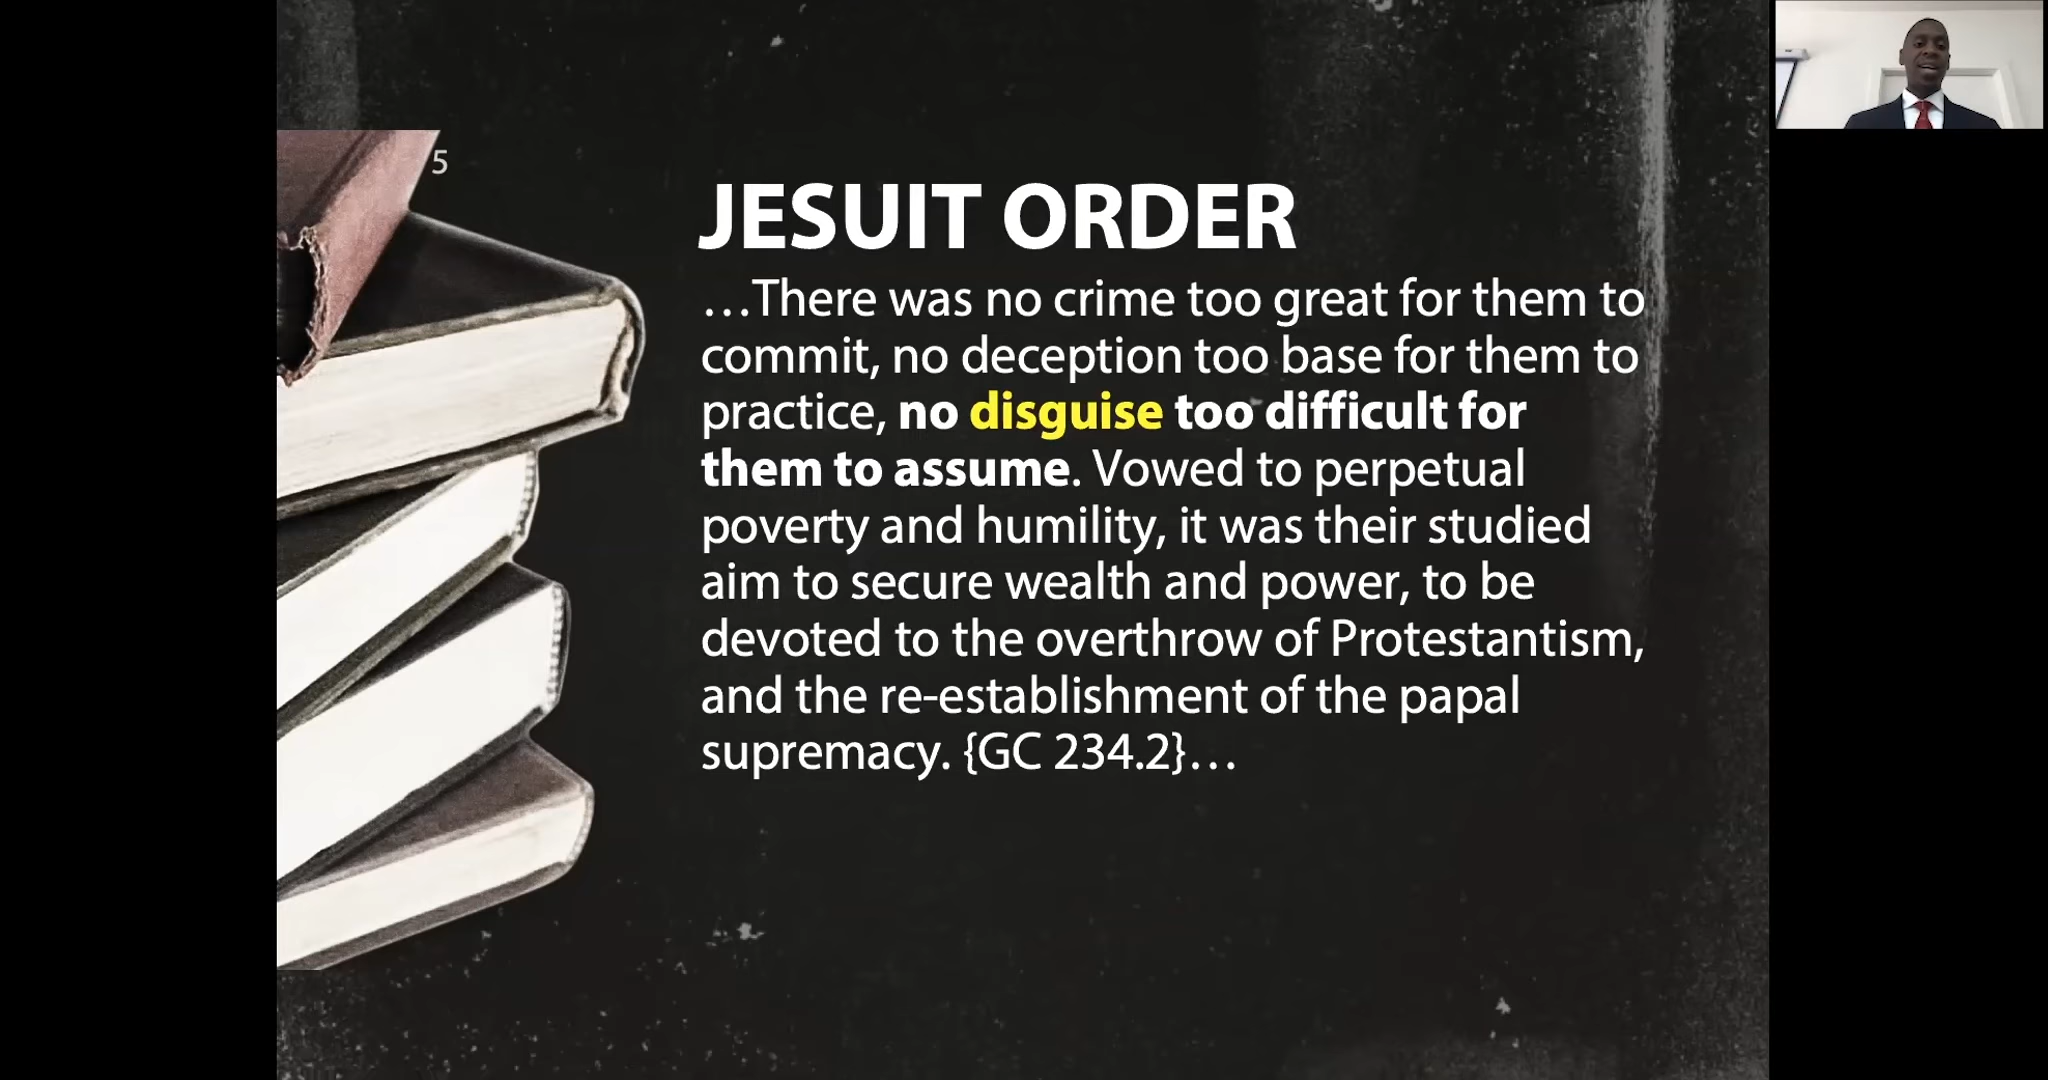 5
JESUIT ORDER
…There was no crime too great for them to
commit, no deception too base for them to
practice, no disguise too difficult for
them to assume. Vowed to perpetual
poverty and humility, it was their studied
aim to secure wealth and power, to be
devoted to the overthrow of Protestantism,
and the re-establishment of the papal
supremacy. {GC 234.2}…